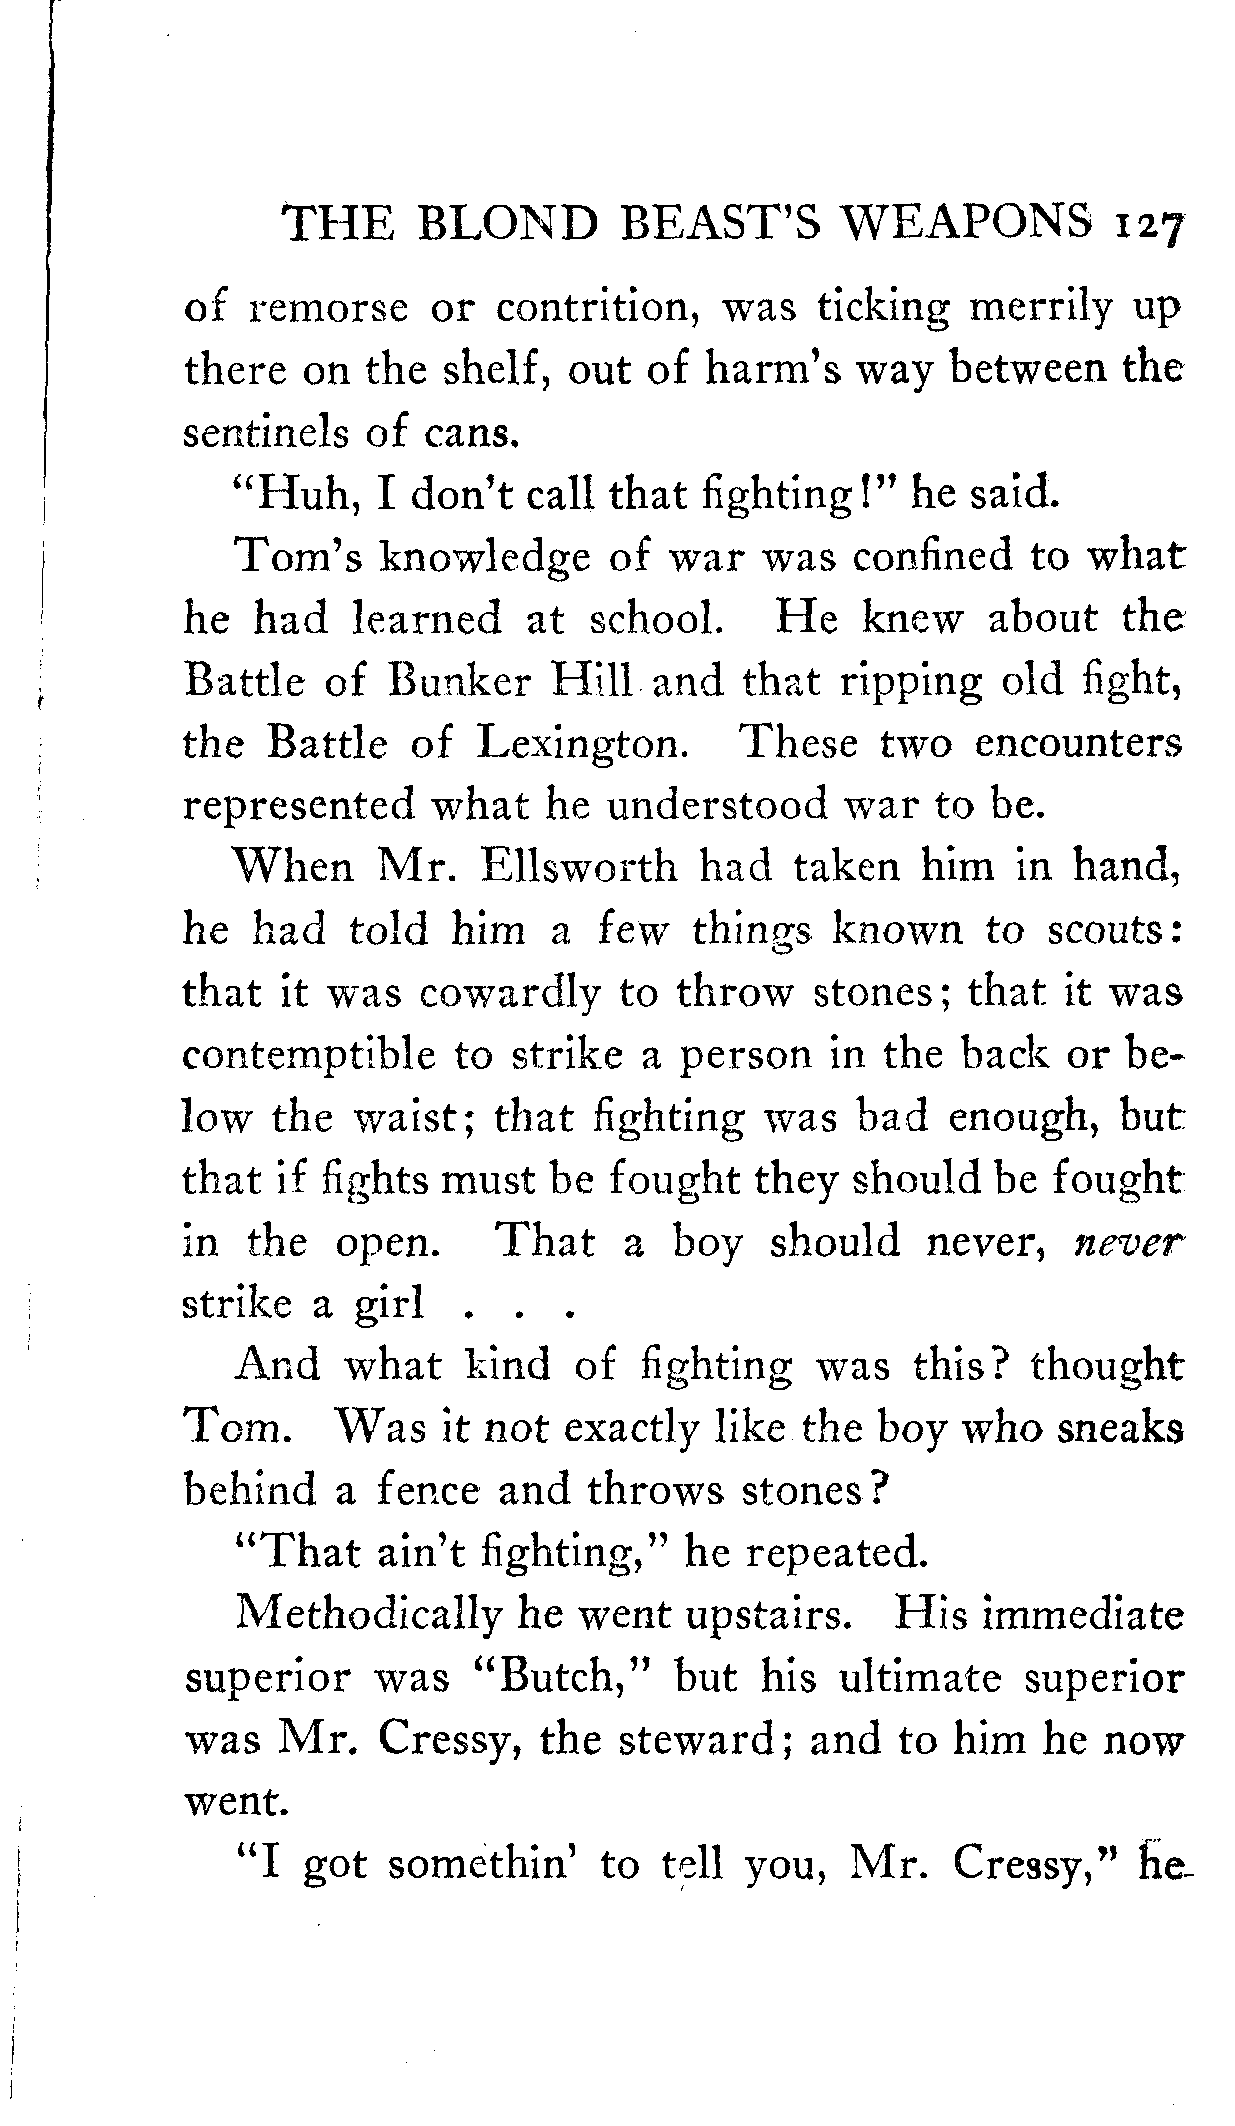 THE BLOND BEAST'S WEAPONS 127
of remorse or contrition, was ticking merrily up
there on the shelf, out of harm's way between the
sentinels of cans.
"Huh, I don't call that fighting!" he said.
Tom's knowledge of war was confined to what
he had learned at school. He knew about the
Battle of Bunker Hill and that ripping old fight,
the Battle of Lexington. These two encounters
represented what he understood war to be.
When Mr. Ellsworth had taken him in hand,
he had told him a few things known to scouts:
that it was cowardly to throw stones; that it was
contemptible to strike a person in the back or be-
low the waist; that fighting was bad enough, but
that if fights must be fought they should be fought
in the open. That a boy should never, never
strike a girl . . .
And what kind of fighting was this? thought
Tom. Was it not exactly like the boy who sneaks
behind a fence and throws stones?
"That ain't fighting," he repeated.
Methodically he went upstairs. His immediate
superior was "Butch," but his ultimate superior
was Mr. Cressy, the steward; and to him he now
went.
"I got somethin' to tell you, Mr. Cressy," he